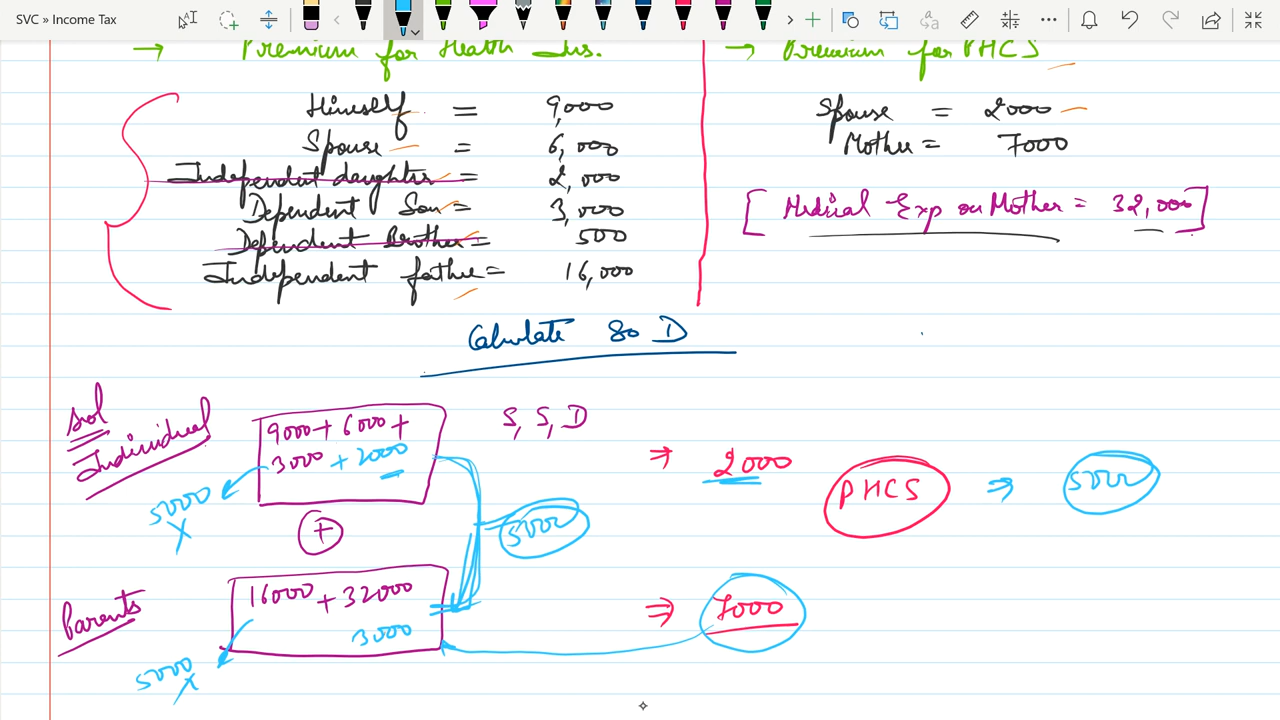 SVC » Income Tax
→ Premium for Health Ins.
Himself = 9,000
Spouse = 6,000
Independent daughter = 2,000
Dependent Son = 3,000
Dependent Brother = 500
Independent father = 16,000
→ Premium for PHCS
Spouse = 2000
Mother = 7000
[ Medical Exp on Mother = 32,000 ]
Calculate 80 D
Sol
Individual
9000 + 6000 +
3000 + 2000
S, S, D
⇒ 2000
PHCS ⇒ 5000
5000
X
+
5000
Parents
16000 + 32000
3000
⇒ 7000
5000
X